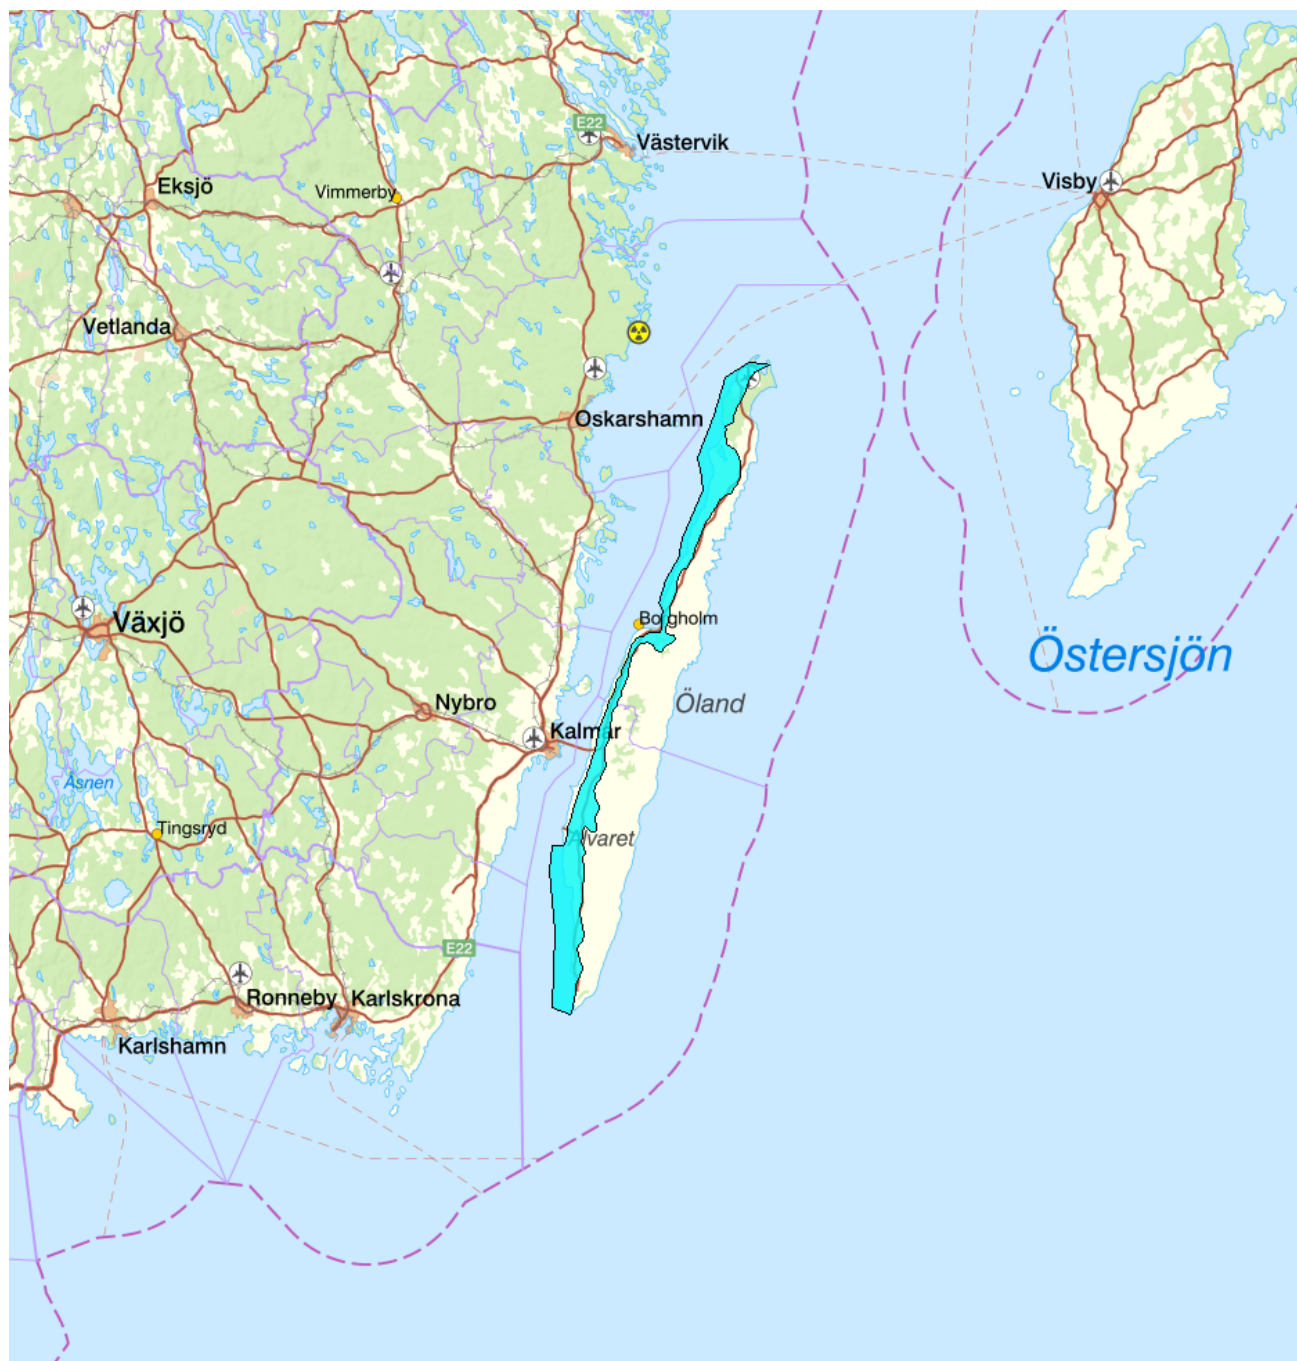 E22
Västervik
Eksjö
Vimmerby
Visby
Vetlanda
Oskarshamn
Växjö
Borgholm
Östersjön
Nybro
Öland
Kalmar
Åsnen
Tingsryd
Alvaret
E22
Ronneby
Karlskrona
Karlshamn